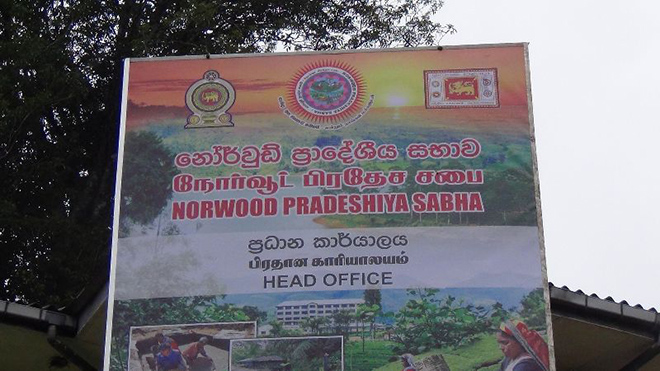 නෝර්වුඩ් ප්‍රාදේශීය සභාව
நோர்வூட் பிரதேச சபை
NORWOOD PRADESHIYA SABHA
ප්‍රධාන කාර්යාලය
பிரதான காரியாலயம்
HEAD OFFICE